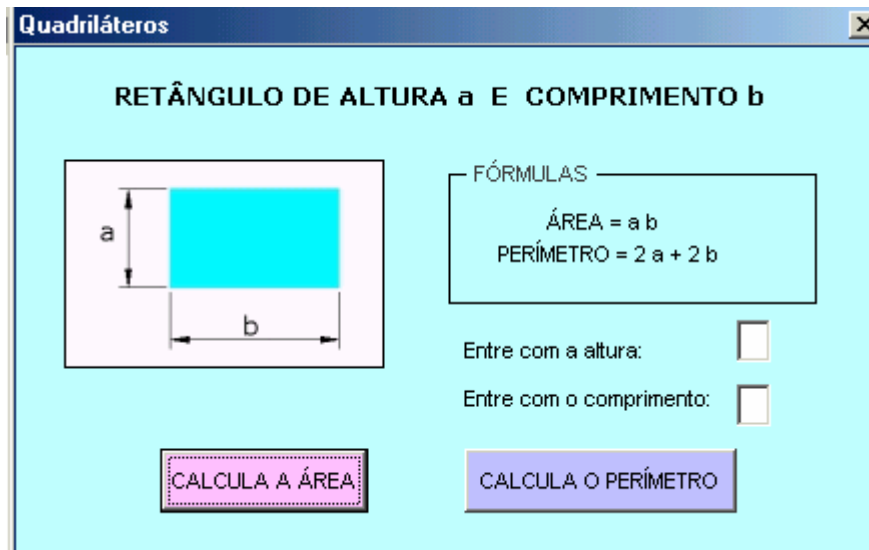 Quadriláteros
RETÂNGULO DE ALTURA a E COMPRIMENTO b
a
b
FÓRMULAS
ÁREA = a b
PERÍMETRO = 2 a + 2 b
Entre com a altura:
Entre com o comprimento:
CALCULA A ÁREA
CALCULA O PERÍMETRO